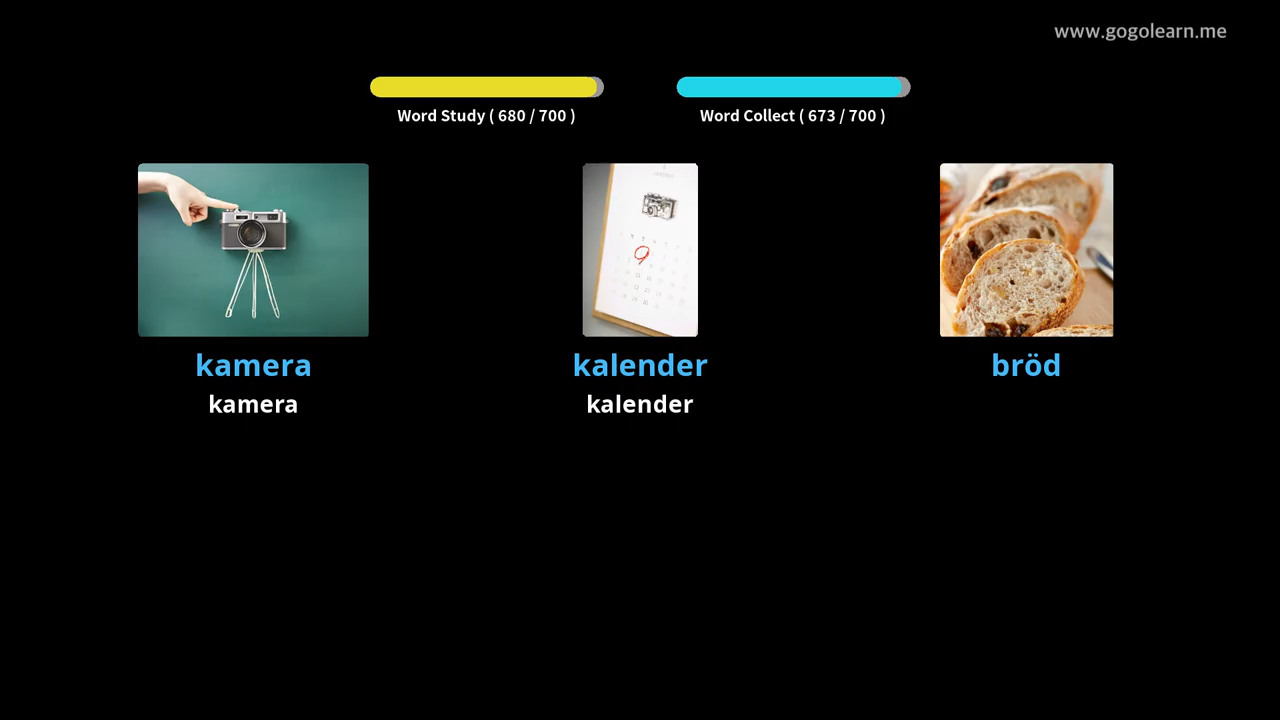 www.gogolearn.me
Word Study ( 680 / 700 )
Word Collect ( 673 / 700 )
kamera
kalender
bröd
kamera
kalender